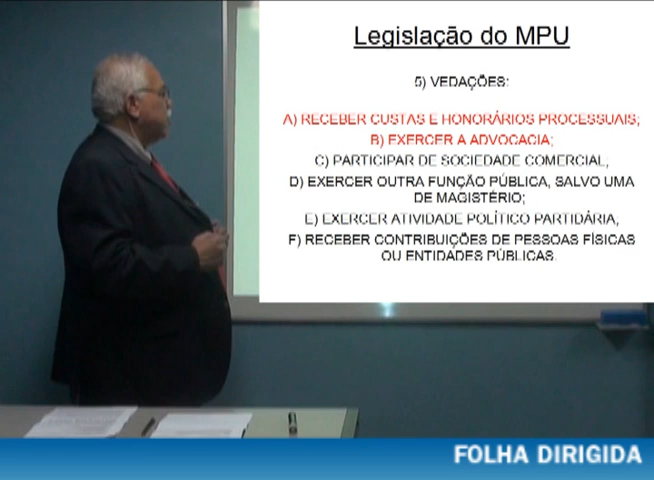 Legislação do MPU
5) VEDAÇÕES:
A) RECEBER CUSTAS E HONORÁRIOS PROCESSUAIS;
B) EXERCER A ADVOCACIA;
C) PARTICIPAR DE SOCIEDADE COMERCIAL;
D) EXERCER OUTRA FUNÇÃO PÚBLICA, SALVO UMA
DE MAGISTÉRIO;
E) EXERCER ATIVIDADE POLÍTICO PARTIDÁRIA;
F) RECEBER CONTRIBUIÇÕES DE PESSOAS FÍSICAS
OU ENTIDADES PÚBLICAS.
FOLHA DIRIGIDA